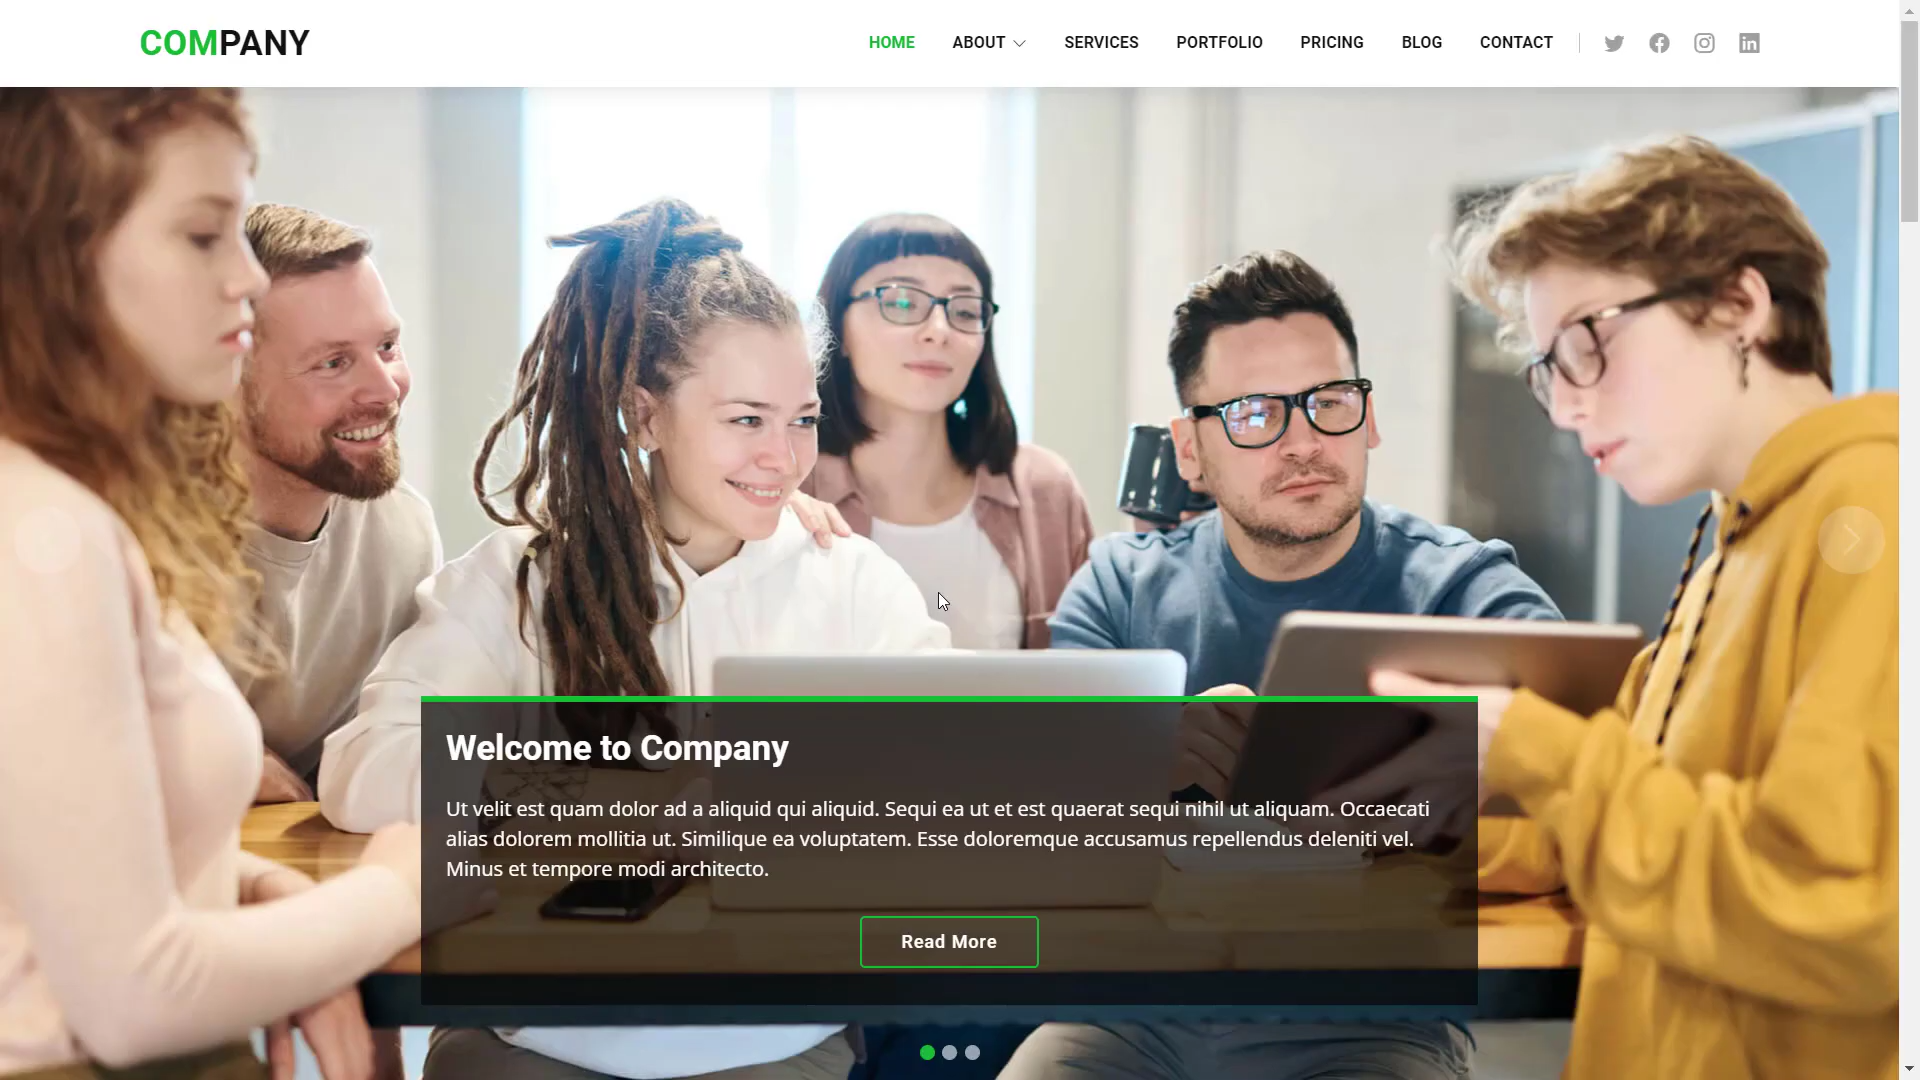 COMPANY
HOME ABOUT SERVICES PORTFOLIO PRICING BLOG CONTACT
Welcome to Company
Ut velit est quam dolor ad a aliquid qui aliquid. Sequi ea ut et est quaerat sequi nihil ut aliquam. Occaecati
alias dolorem mollitia ut. Similique ea voluptatem. Esse doloremque accusamus repellendus deleniti vel.
Minus et tempore modi architecto.
Read More